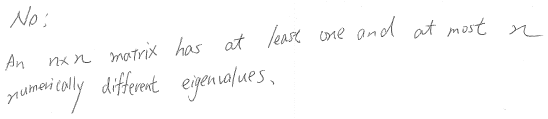 No:
An n×n matrix has at least one and at most n
numerically different eigenvalues.